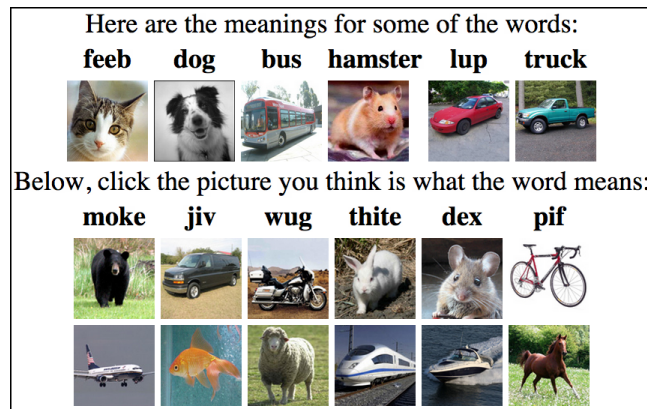 Here are the meanings for some of the words:
feeb dog bus hamster lup truck
Below, click the picture you think is what the word means:
moke jiv wug thite dex pif